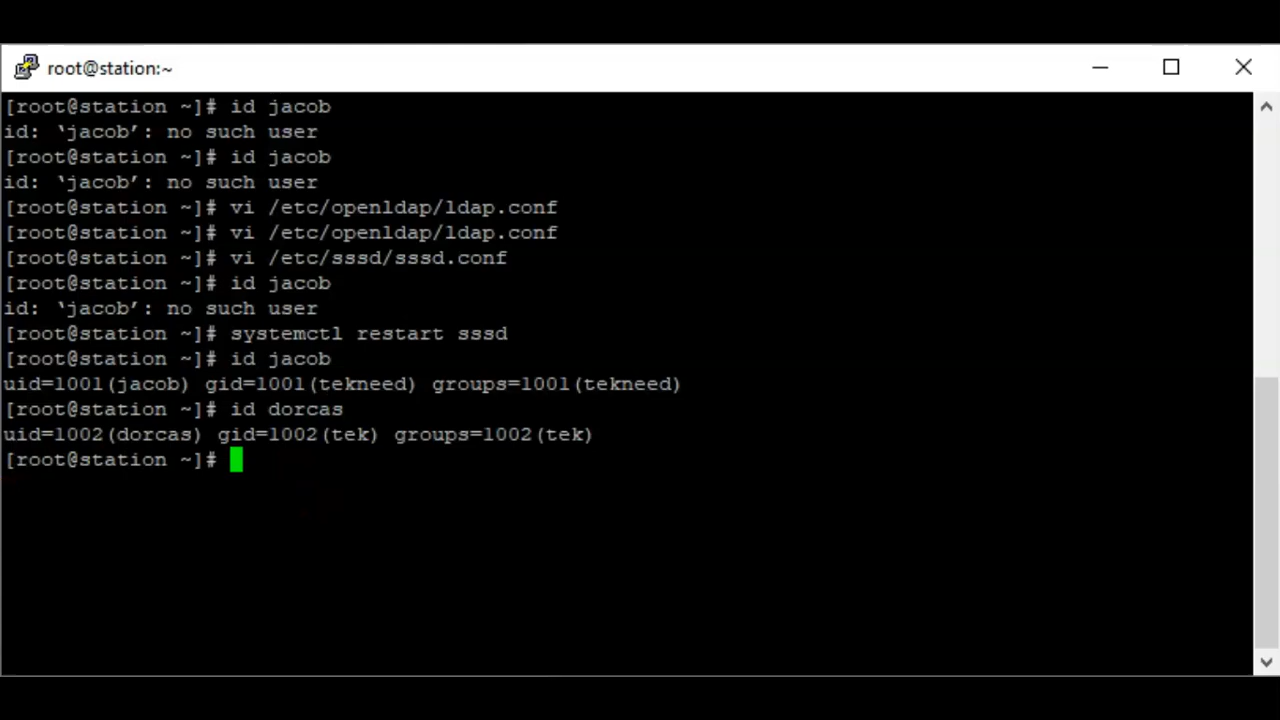 root@station:~
[root@station ~]# id jacob
id: ‘jacob’: no such user
[root@station ~]# id jacob
id: ‘jacob’: no such user
[root@station ~]# vi /etc/openldap/ldap.conf
[root@station ~]# vi /etc/openldap/ldap.conf
[root@station ~]# vi /etc/sssd/sssd.conf
[root@station ~]# id jacob
id: ‘jacob’: no such user
[root@station ~]# systemctl restart sssd
[root@station ~]# id jacob
uid=1001(jacob) gid=1001(tekneed) groups=1001(tekneed)
[root@station ~]# id dorcas
uid=1002(dorcas) gid=1002(tek) groups=1002(tek)
[root@station ~]#